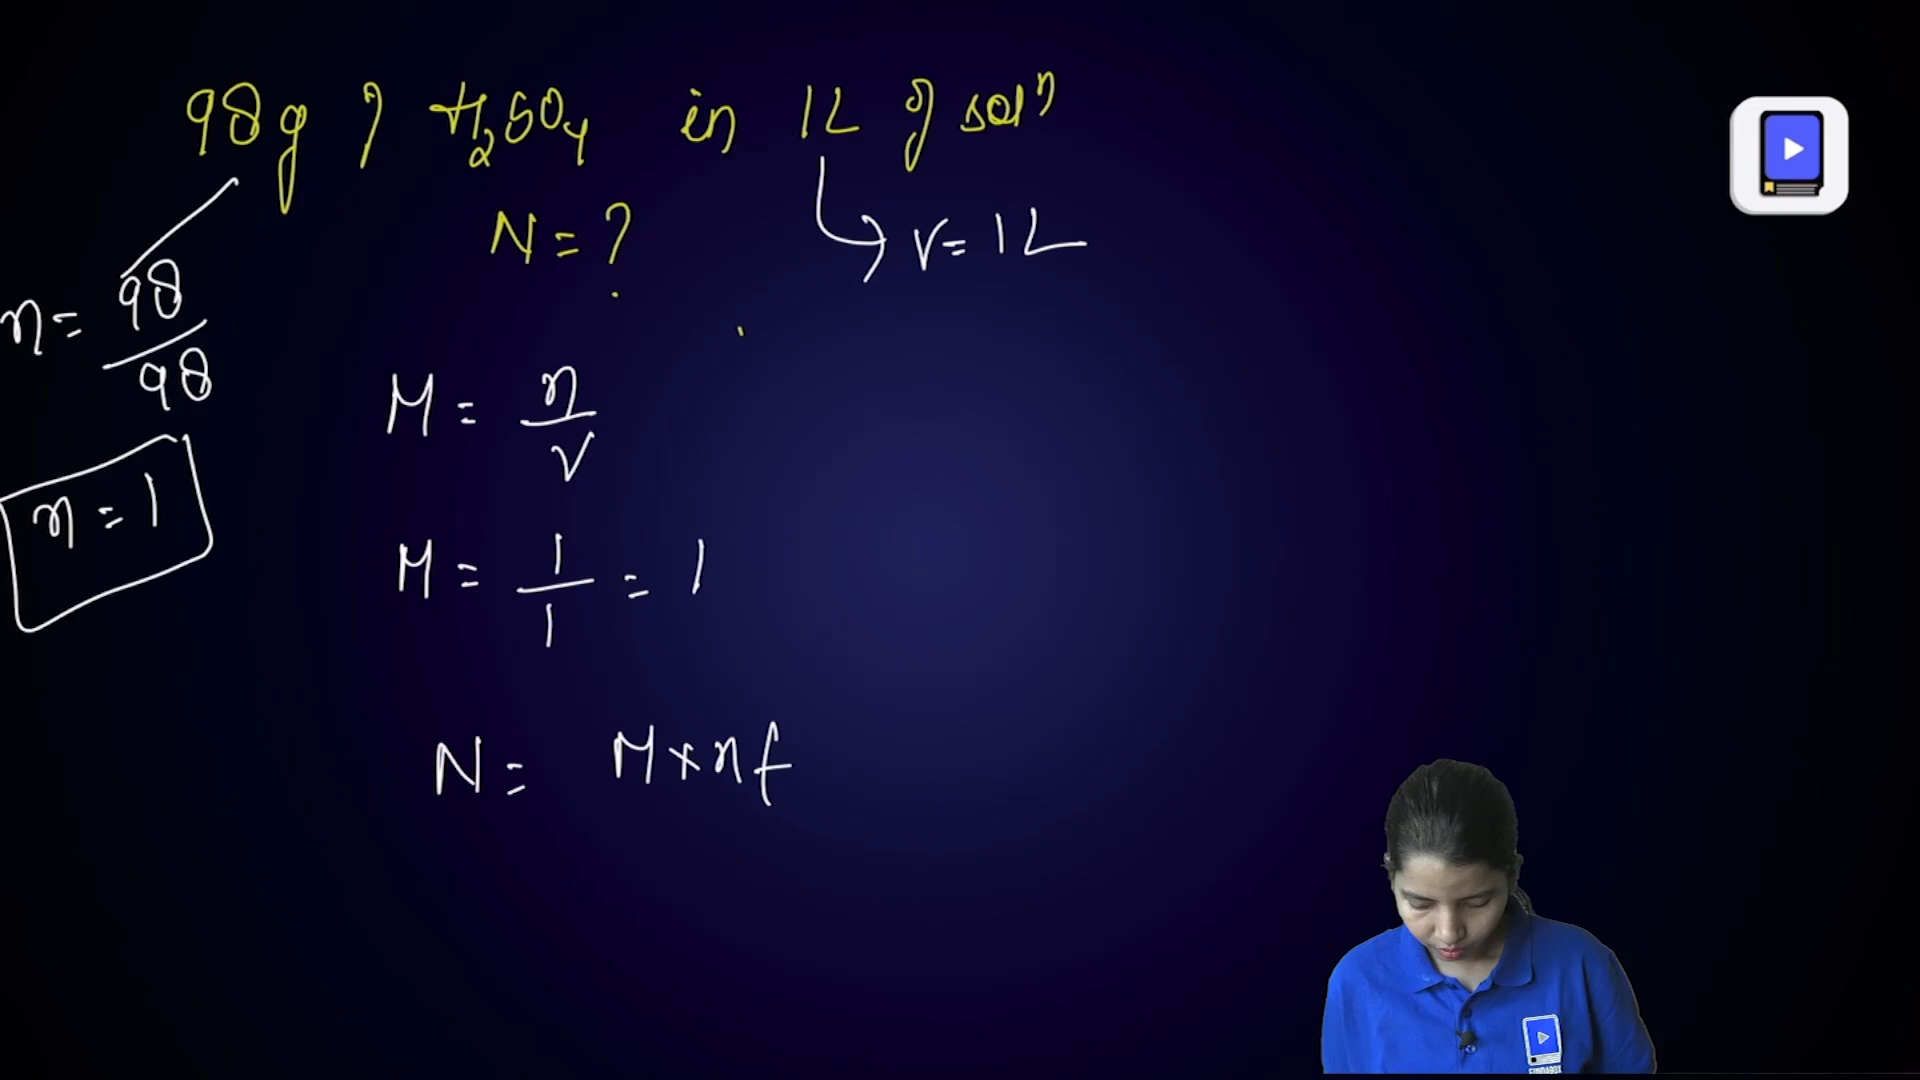 98g of H₂SO₄ in 1L of solⁿ
N = ?
V = 1L
n = 98/98
n = 1
M = n/V
M = 1/1 = 1
N = M×nf